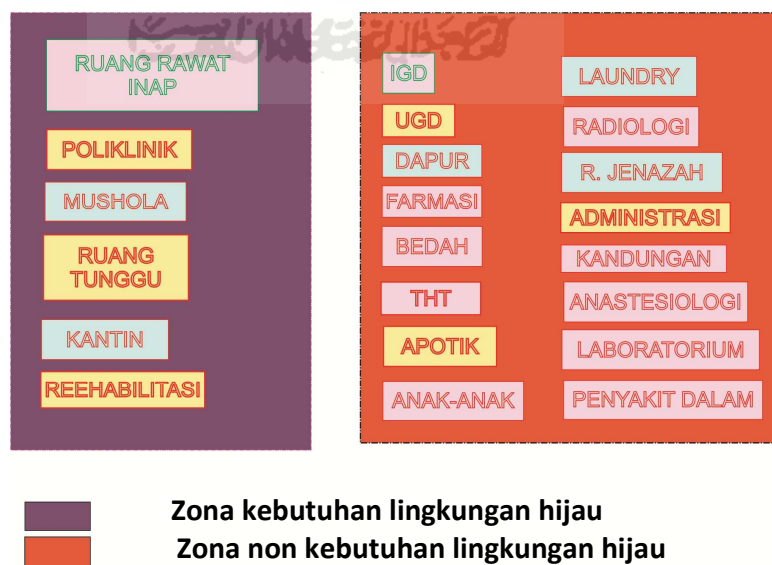 RUANG RAWAT
INAP
POLIKLINIK
MUSHOLA
RUANG
TUNGGU
KANTIN
REEHABILITASI
IGD
UGD
DAPUR
FARMASI
BEDAH
THT
APOTIK
ANAK-ANAK
LAUNDRY
RADIOLOGI
R. JENAZAH
ADMINISTRASI
KANDUNGAN
ANASTESIOLOGI
LABORATORIUM
PENYAKIT DALAM
Zona kebutuhan lingkungan hijau
Zona non kebutuhan lingkungan hijau